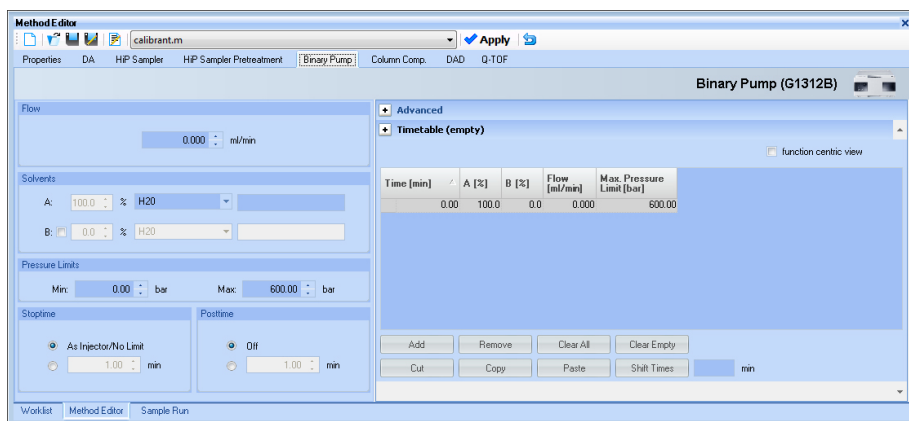 Method Editor
calibrant.m Apply
Properties DA HiP Sampler HiP Sampler Pretreatment Binary Pump Column Comp. DAD Q-TOF
Binary Pump (G1312B)
Flow
0.000 ml/min
Solvents
A: 100.0 % H20
B: 0.0 % H20
Pressure Limits
Min: 0.00 bar Max: 600.00 bar
Stoptime
As Injector/No Limit
1.00 min
Posttime
Off
1.00 min
Advanced
Timetable (empty)
function centric view
Time [min] A [%] B [%] Flow [ml/min] Max. Pressure Limit [bar]
0.00 100.0 0.0 0.000 600.00
Add Remove Clear All Clear Empty
Cut Copy Paste Shift Times min
Worklist Method Editor Sample Run